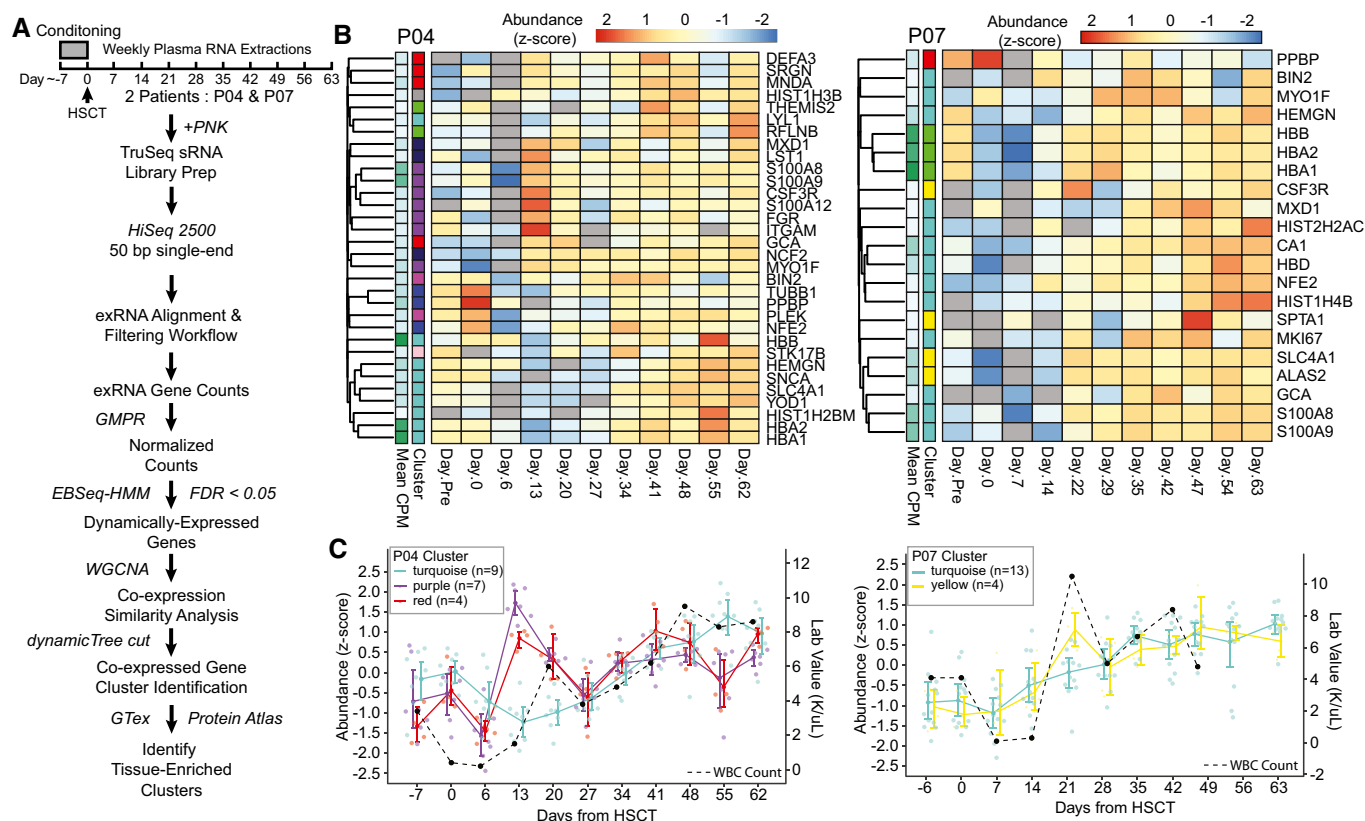 A
Conditoning
Weekly Plasma RNA Extractions
Day ~-7 0 7 14 21 28 35 42 49 56 63
HSCT
2 Patients : P04 & P07
+PNK
TruSeq sRNA
Library Prep
HiSeq 2500
50 bp single-end
exRNA Alignment &
Filtering Workflow
exRNA Gene Counts
GMPR
Normalized
Counts
EBSeq-HMM FDR < 0.05
Dynamically-Expressed
Genes
WGCNA
Co-expression
Similarity Analysis
dynamicTree cut
Co-expressed Gene
Cluster Identification
GTex Protein Atlas
Identify
Tissue-Enriched
Clusters
B
P04
Abundance
(z-score)
2 1 0 -1 -2
DEFA3
SRGN
MNDA
HIST1H3B
THEMIS2
LYL1
RFLNB
MXD1
LST1
S100A8
S100A9
CSF3R
S100A12
FGR
ITGAM
GCA
NCF2
MYO1F
BIN2
TUBB1
PPBP
PLEK
NFE2
HBB
STK17B
HEMGN
SNCA
SLC4A1
YOD1
HIST1H2BM
HBA2
HBA1
Mean CPM
Cluster
Day.Pre
Day.0
Day.6
Day.13
Day.20
Day.27
Day.34
Day.41
Day.48
Day.55
Day.62
P07
Abundance
(z-score)
2 1 0 -1 -2
PPBP
BIN2
MYO1F
HEMGN
HBB
HBA2
HBA1
CSF3R
MXD1
HIST2H2AC
CA1
HBD
NFE2
HIST1H4B
SPTA1
MKI67
SLC4A1
ALAS2
GCA
S100A8
S100A9
Mean CPM
Cluster
Day.Pre
Day.0
Day.7
Day.14
Day.22
Day.29
Day.35
Day.42
Day.47
Day.54
Day.63
C
P04 Cluster
turquoise (n=9)
purple (n=7)
red (n=4)
Abundance (z-score)
2.5
2.0
1.5
1.0
0.5
0.0
-0.5
-1.0
-1.5
-2.0
-2.5
12
10
8
6
4
2
0
Lab Value (K/uL)
WBC Count
-7 0 6 13 20 27 34 41 48 55 62
Days from HSCT
P07 Cluster
turquoise (n=13)
yellow (n=4)
Abundance (z-score)
2.5
2.0
1.5
1.0
0.5
0.0
-0.5
-1.0
-1.5
-2.0
-2.5
10
8
6
4
2
0
-2
Lab Value (K/uL)
WBC Count
-6 0 7 14 21 28 35 42 49 56 63
Days from HSCT